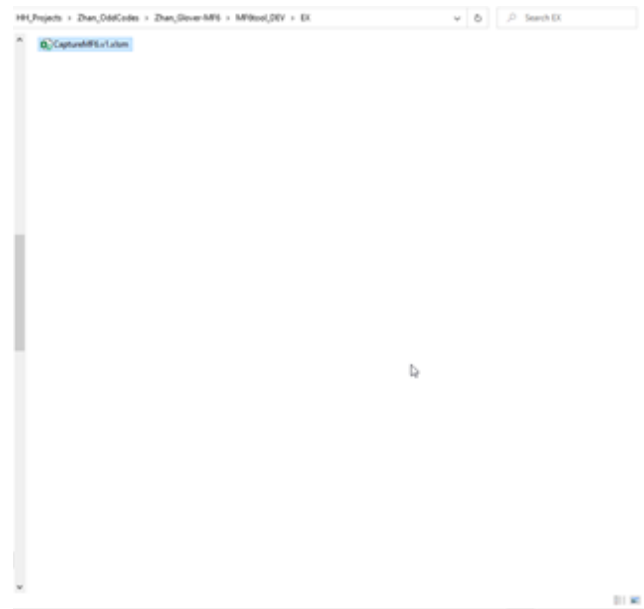 HH_Projects > Zhan_OddCodes > Zhan_Glover-MF6 > MF6tool_DEV > EX
Search EX
CaptureMF6.v1.xlsm